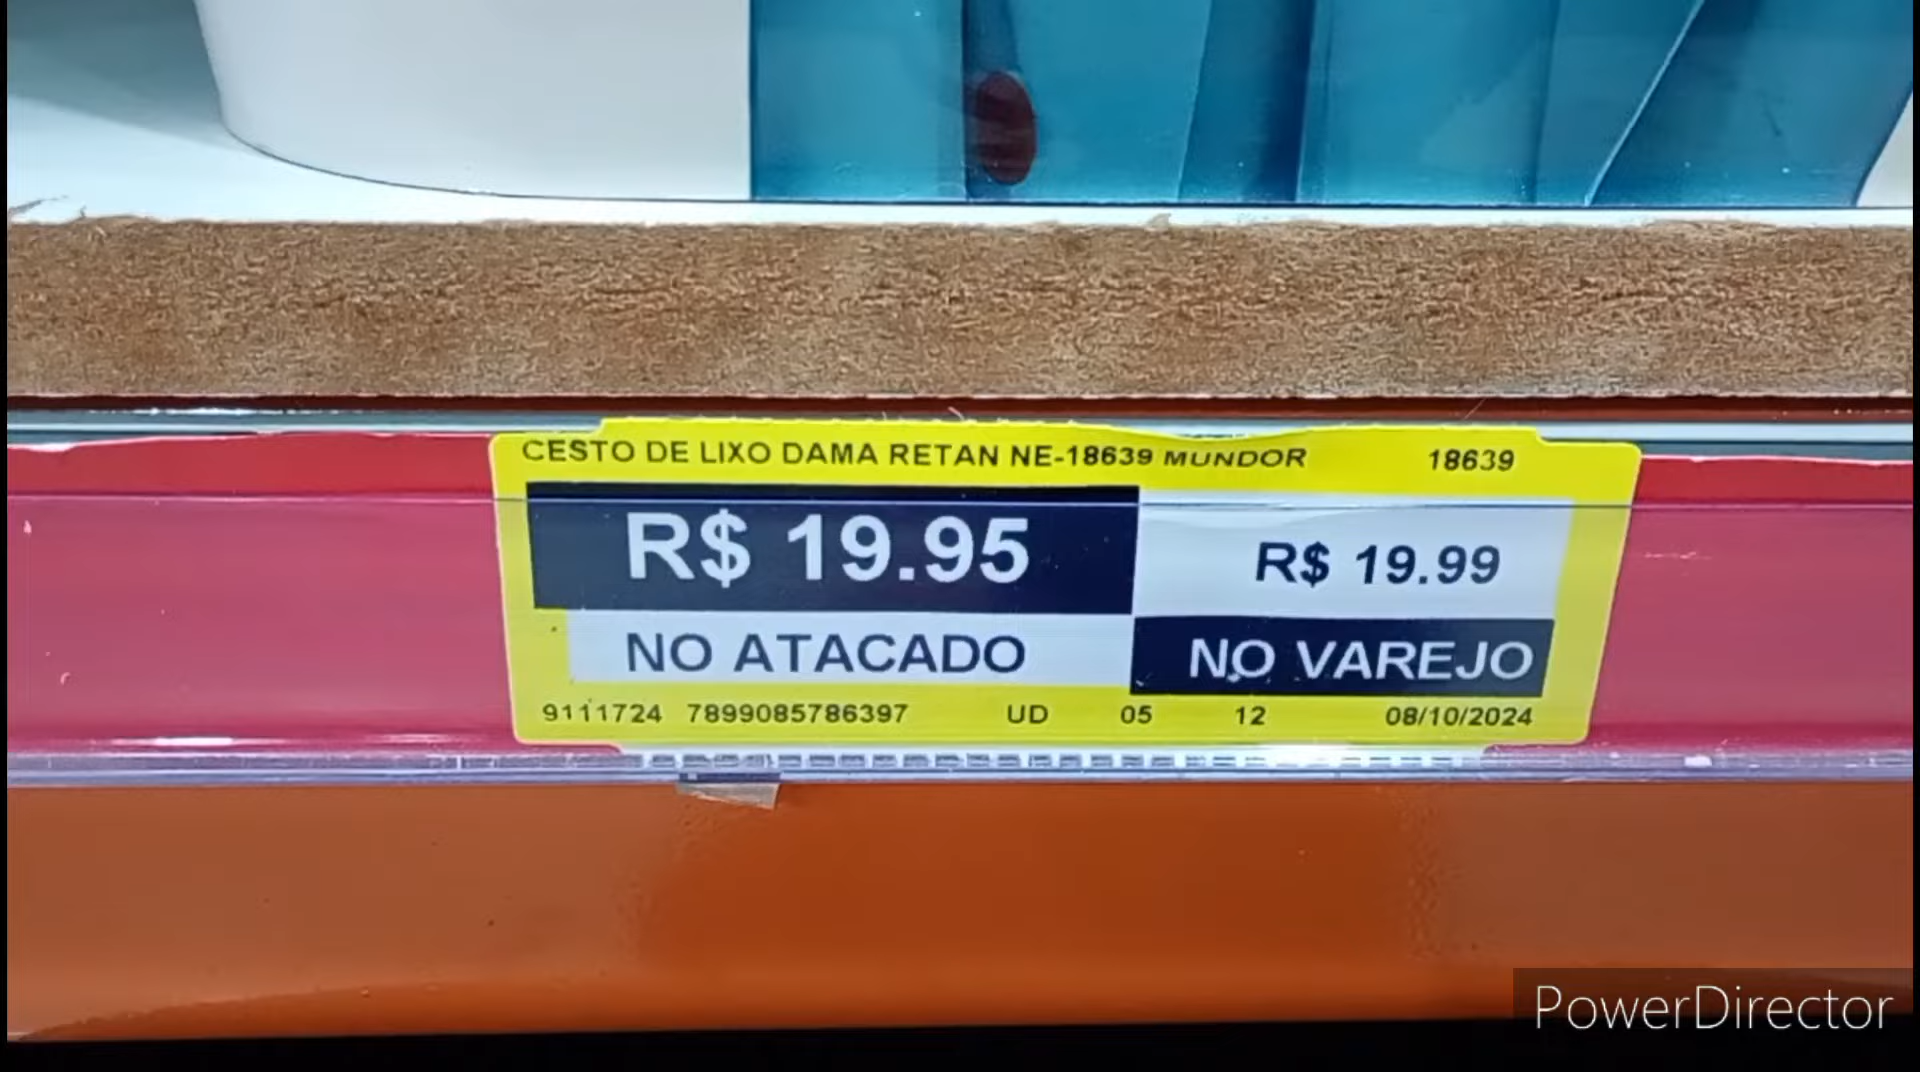 CESTO DE LIXO DAMA RETAN NE-18639 MUNDOR 18639
R$ 19.95 R$ 19.99
NO ATACADO NO VAREJO
9111724 7899085786397 UD 05 12 08/10/2024
PowerDirector